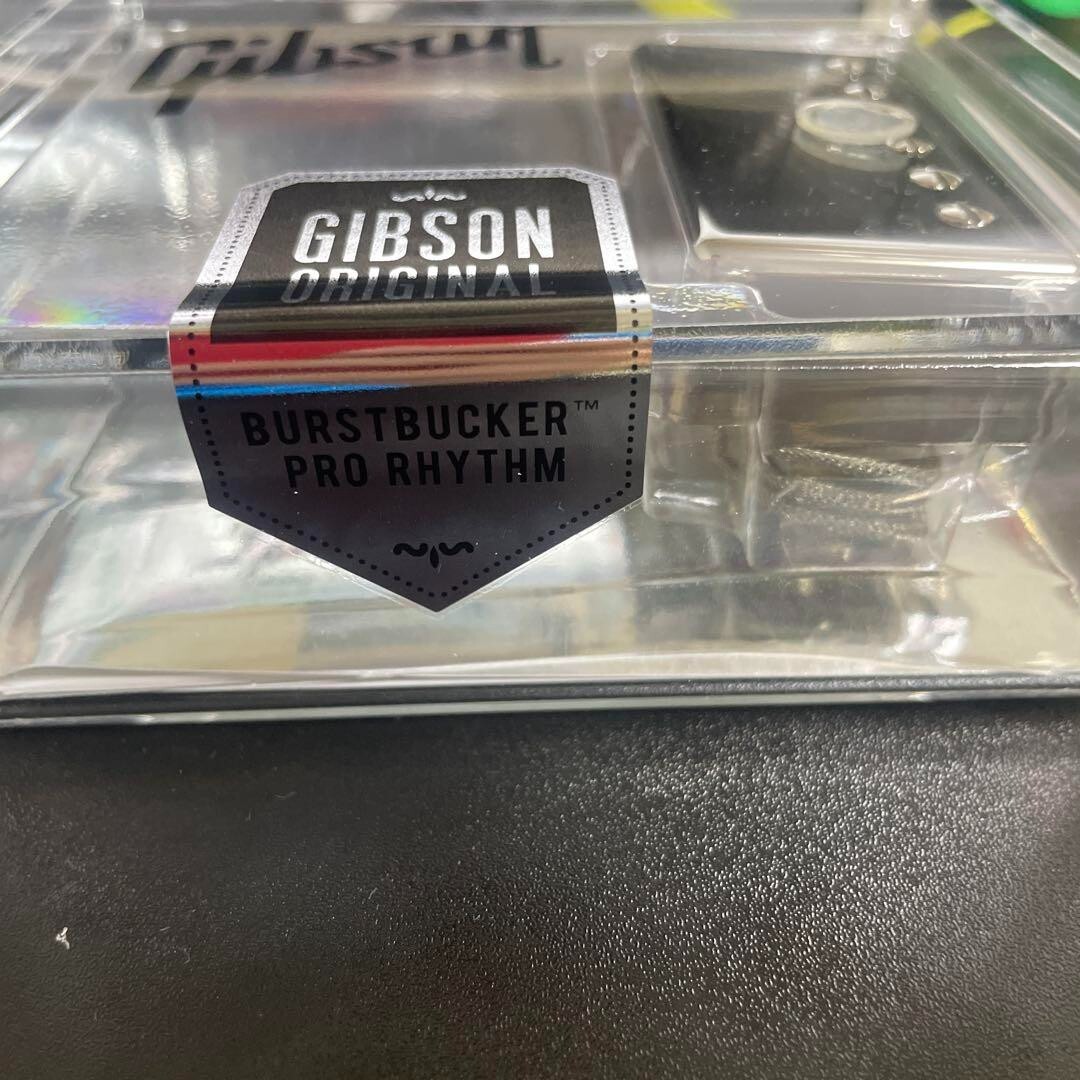 Gibson
GIBSON
ORIGINAL
BURSTBUCKER™
PRO RHYTHM